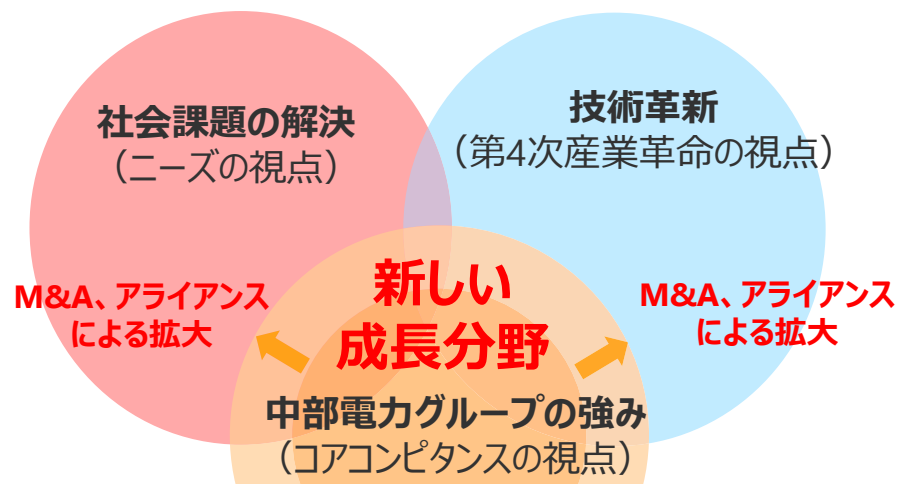 社会課題の解決
（ニーズの視点）
技術革新
（第4次産業革命の視点）
M&A、アライアンス
による拡大
新しい
成長分野
M&A、アライアンス
による拡大
中部電力グループの強み
（コアコンピタンスの視点）